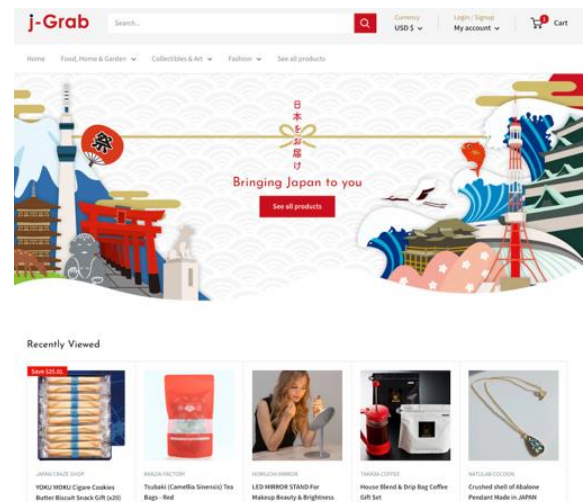 j-Grab
Search...
Currency
USD $
Login / Signup
My account
0
Cart
Home
Food, Home & Garden
Collectibles & Art
Fashion
See all products
祭
日本をお届け
Bringing Japan to you
See all products
Recently Viewed
Save $15.01
JAPAN CRAZE SHOP
YOKU MOKU Cigare Cookies
Butter Biscuit Snack Gift (x20)
Tsubaki (Camellia Sinensis) Tea
Bags - Red
HORIUCHI MIRROR
LED MIRROR STAND For
Makeup Beauty & Brightness
TAKADA COFFEE
House Blend & Drip Bag Coffee
Gift Set
NATULAB COCOON
Crushed shell of Abalone
Pendant Made in JAPAN